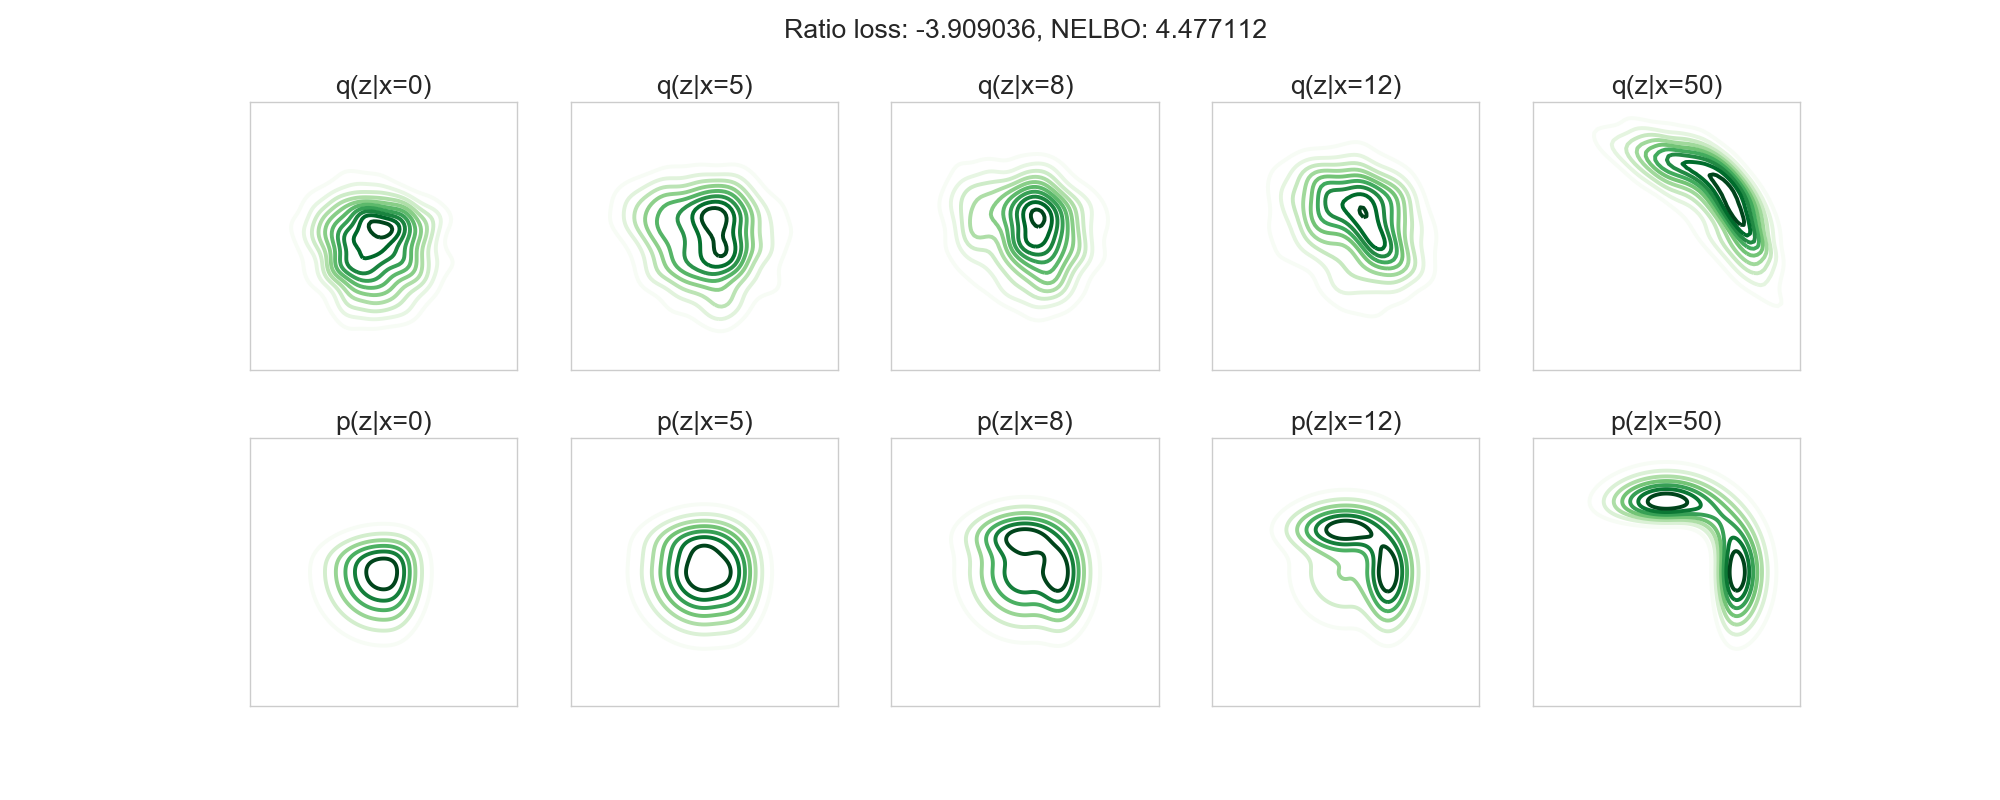 Ratio loss: -3.909036, NELBO: 4.477112
q(z|x=0) q(z|x=5) q(z|x=8) q(z|x=12) q(z|x=50)
p(z|x=0) p(z|x=5) p(z|x=8) p(z|x=12) p(z|x=50)